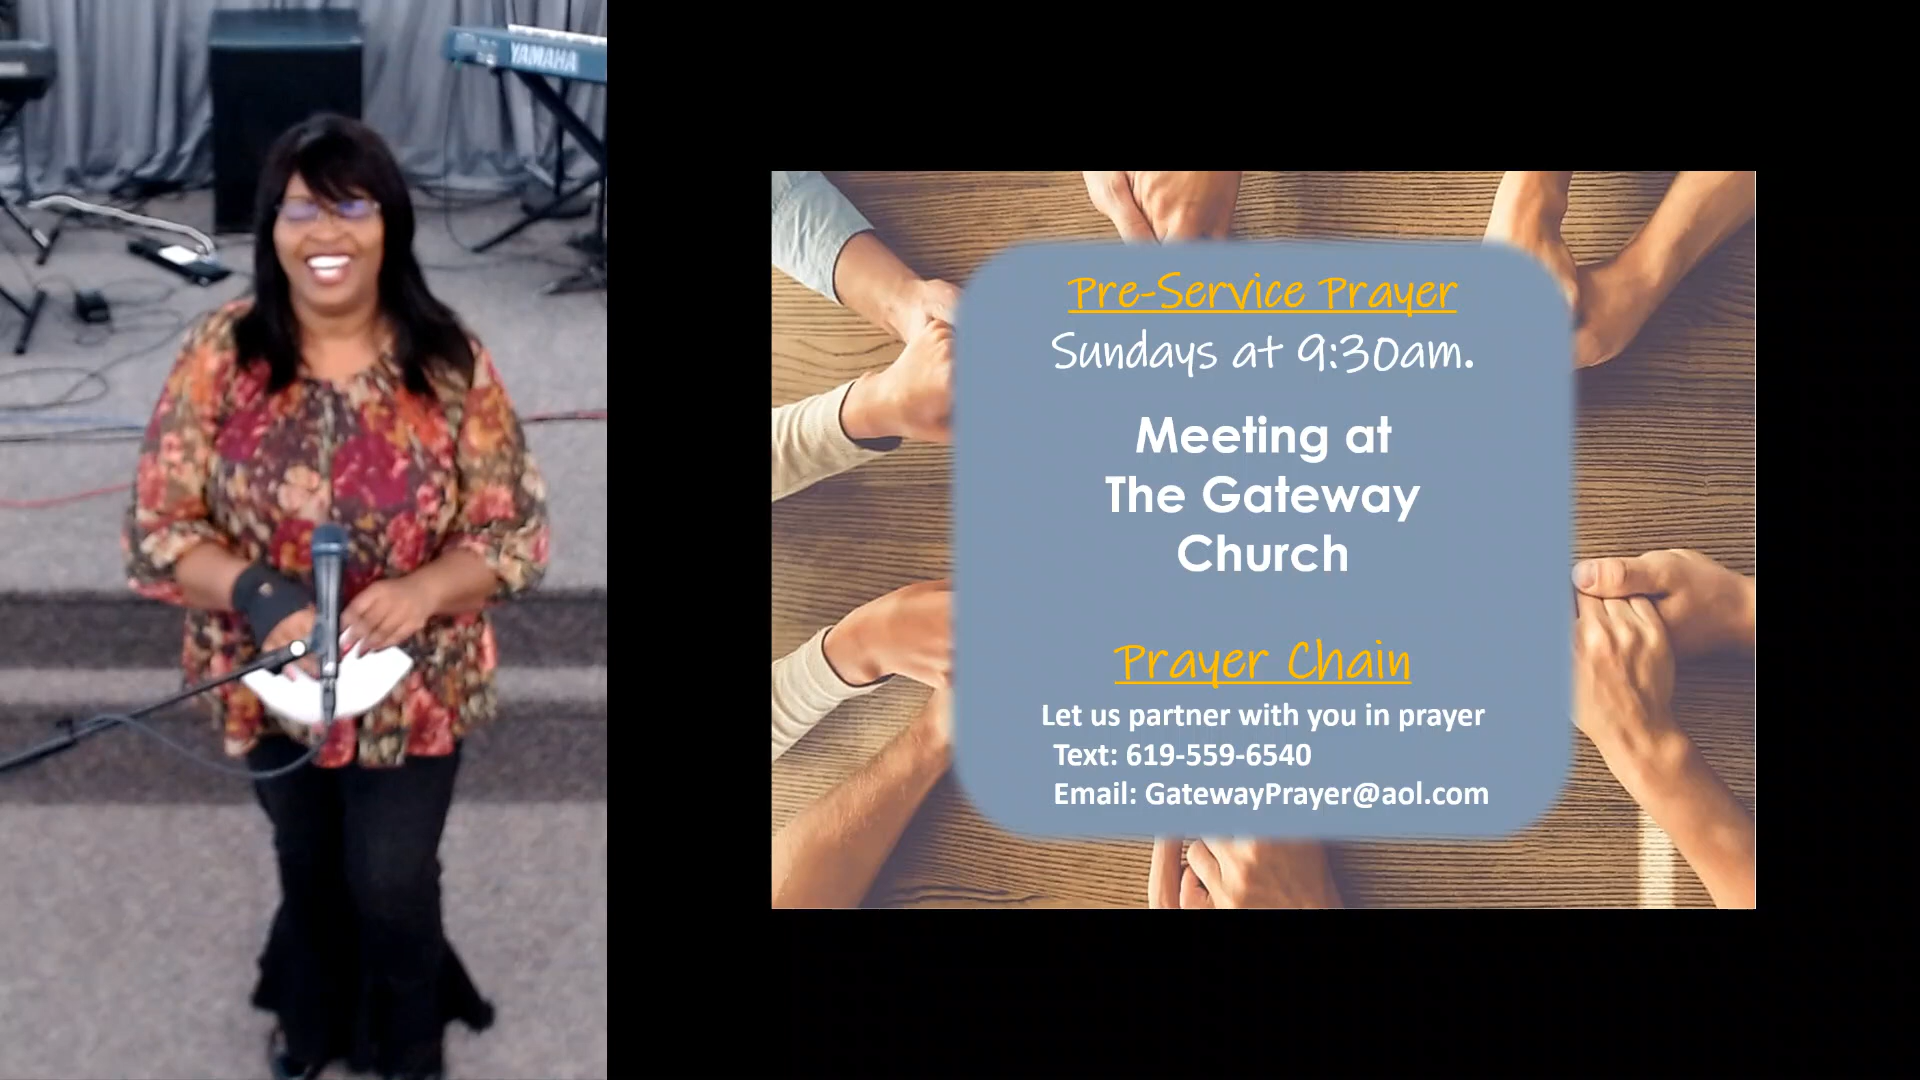 YAMAHA
Pre-Service Prayer
Sundays at 9:30am.
Meeting at
The Gateway
Church
Prayer Chain
Let us partner with you in prayer
Text: 619-559-6540
Email: GatewayPrayer@aol.com